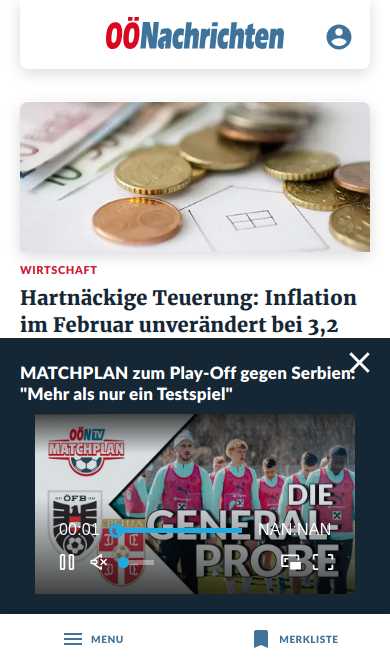 OÖNachrichten
WIRTSCHAFT
Hartnäckige Teuerung: Inflation
im Februar unverändert bei 3,2
MATCHPLAN zum Play-Off gegen Serbien:
"Mehr als nur ein Testspiel"
OÖN TV
MATCHPLAN
ÖFB
DIE
GENERAL-
PROBE
00:01
NAN:NAN
MENU
MERKLISTE